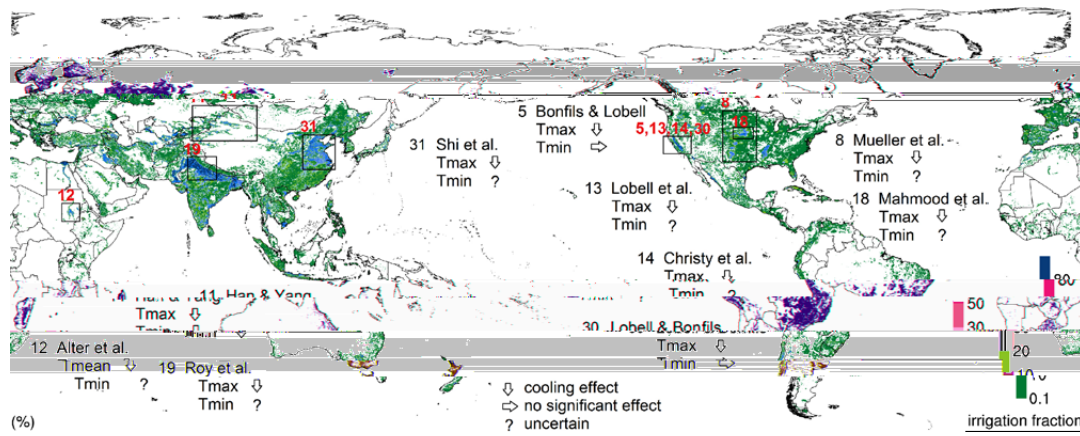 31
19
12
31 Shi et al.
Tmax ⇩
Tmin ?
5 Bonfils & Lobell
Tmax ⇩
Tmin ⇨
5,13,14,30
8
18
8 Mueller et al.
Tmax ⇩
Tmin ?
13 Lobell et al.
Tmax ⇩
Tmin ?
18 Mahmood et al.
Tmax ⇩
Tmin ?
14 Christy et al.
Tmax ⇩
11 Han & Yang
30 Lobell & Bonfils
Tmax ⇩
Tmin ⇨
12 Alter et al.
Tmean ⇩
Tmin ?
19 Roy et al.
Tmax ⇩
Tmin ?
⇩ cooling effect
⇨ no significant effect
? uncertain
50
30
20
0.1
(%)
irrigation fraction